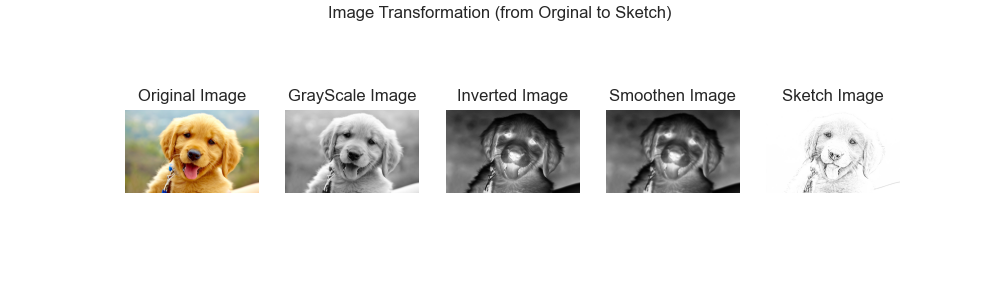 Image Transformation (from Orginal to Sketch)
Original Image
GrayScale Image
Inverted Image
Smoothen Image
Sketch Image